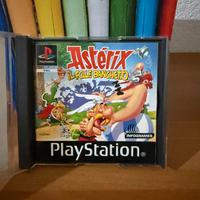 Astérix
IL FOLLE BANCHETTO
INFOGRAMES
PlayStation